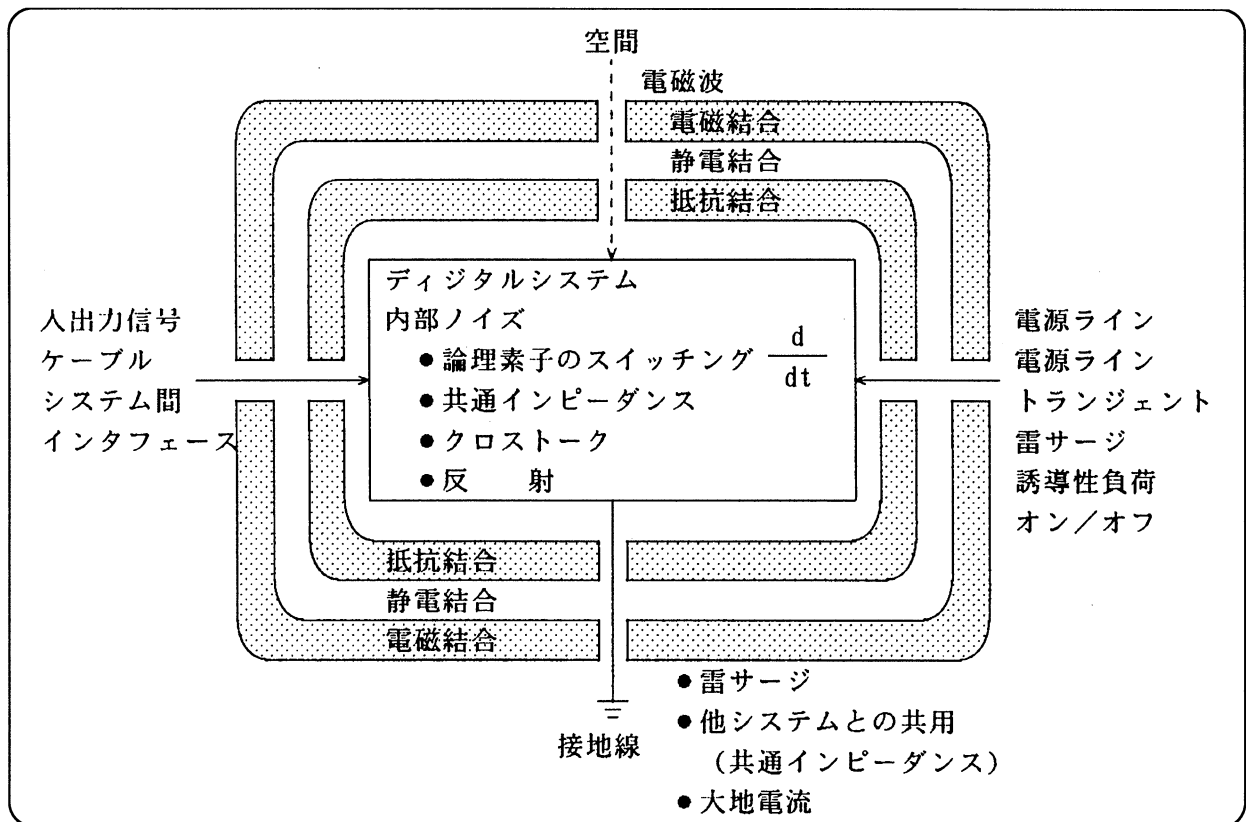 空間
電磁波
電磁結合
静電結合
抵抗結合
ディジタルシステム
内部ノイズ
●論理素子のスイッチング d/dt
●共通インピーダンス
●クロストーク
●反　射
入出力信号
ケーブル
システム間
インタフェース
電源ライン
電源ライン
トランジェント
雷サージ
誘導性負荷
オン／オフ
抵抗結合
静電結合
電磁結合
接地線
●雷サージ
●他システムとの共用
（共通インピーダンス）
●大地電流